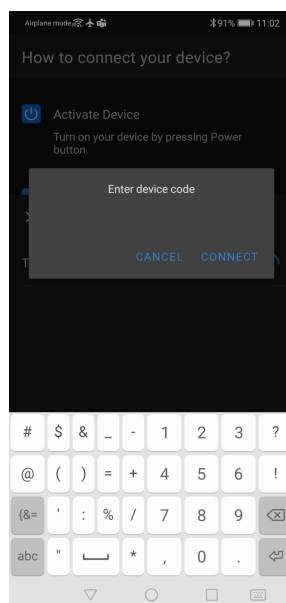 Airplane mode 91% 11:02
How to connect your device?
Activate Device
Turn on your device by pressing Power
button.
Enter device code
CANCEL CONNECT
T
# $ & _ - 1 2 3 ?
@ ( ) = + 4 5 6 !
{&= ' : % / 7 8 9
abc " * , 0 .